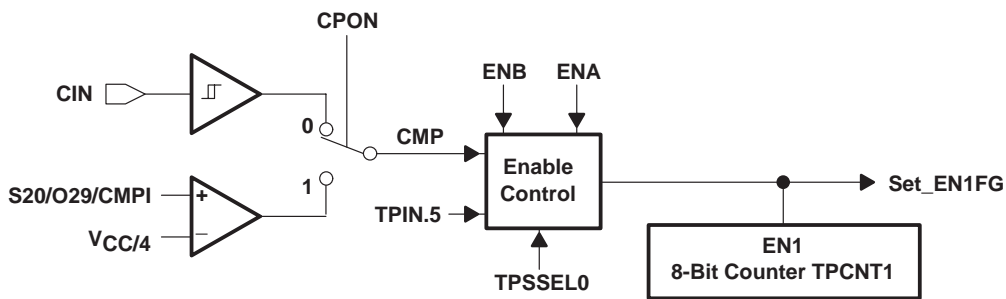 CPON
CIN
0
1
S20/O29/CMPI
+
VCC/4
–
CMP
ENB
ENA
Enable
Control
TPIN.5
TPSSEL0
Set_EN1FG
EN1
8-Bit Counter TPCNT1